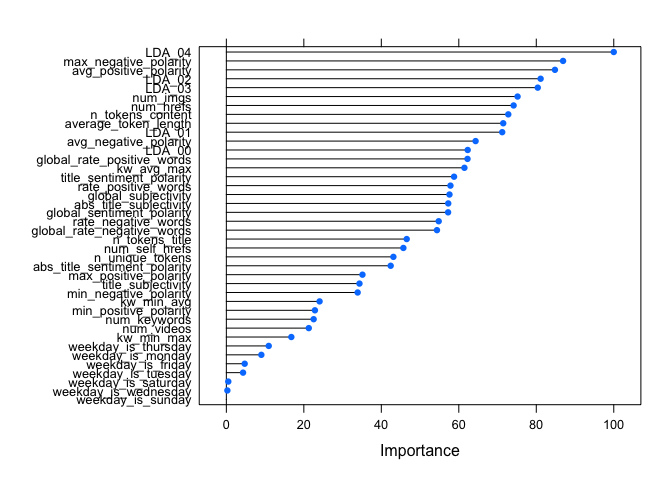 LDA_04
max_negative_polarity
avg_positive_polarity
LDA_02
LDA_03
num_imgs
num_hrefs
n_tokens_content
average_token_length
LDA_01
avg_negative_polarity
LDA_00
global_rate_positive_words
kw_avg_max
title_sentiment_polarity
rate_positive_words
global_subjectivity
abs_title_subjectivity
global_sentiment_polarity
rate_negative_words
global_rate_negative_words
n_tokens_title
num_self_hrefs
n_unique_tokens
abs_title_sentiment_polarity
max_positive_polarity
title_subjectivity
min_negative_polarity
kw_min_avg
min_positive_polarity
num_keywords
num_videos
kw_min_max
weekday_is_thursday
weekday_is_monday
weekday_is_friday
weekday_is_tuesday
weekday_is_saturday
weekday_is_wednesday
weekday_is_sunday
0 20 40 60 80 100
Importance